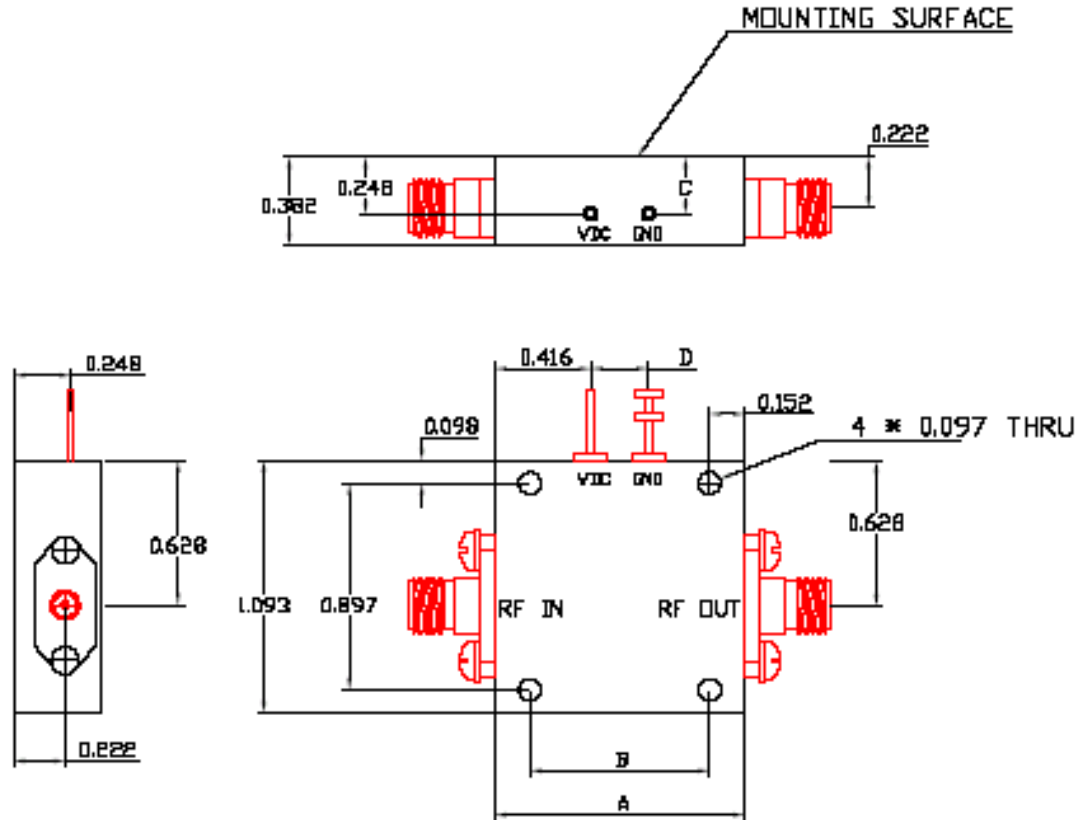 MOUNTING SURFACE
0.222
0.248
C
0.382
VDC GND
0.248
0.416
D
0.152
0.098
4 * 0.097 THRU
VDC GND
0.628
0.628
1.093
0.897
RF IN
RF OUT
0.222
B
A